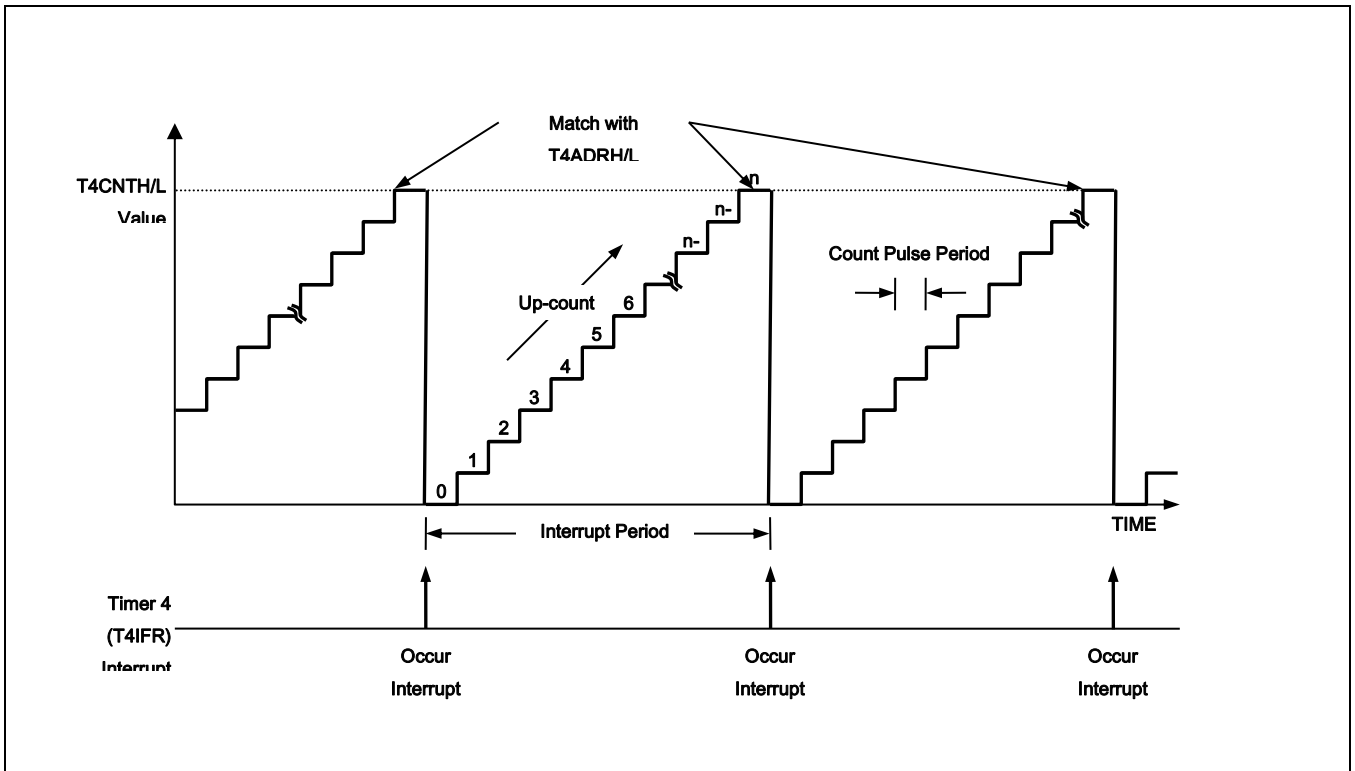 Match with
T4ADRH/L
T4CNTH/L
Value
n
n-
n-
Count Pulse Period
Up-count
6
5
4
3
2
1
0
TIME
Interrupt Period
Timer 4
(T4IFR)
Interrupt
Occur
Interrupt
Occur
Interrupt
Occur
Interrupt